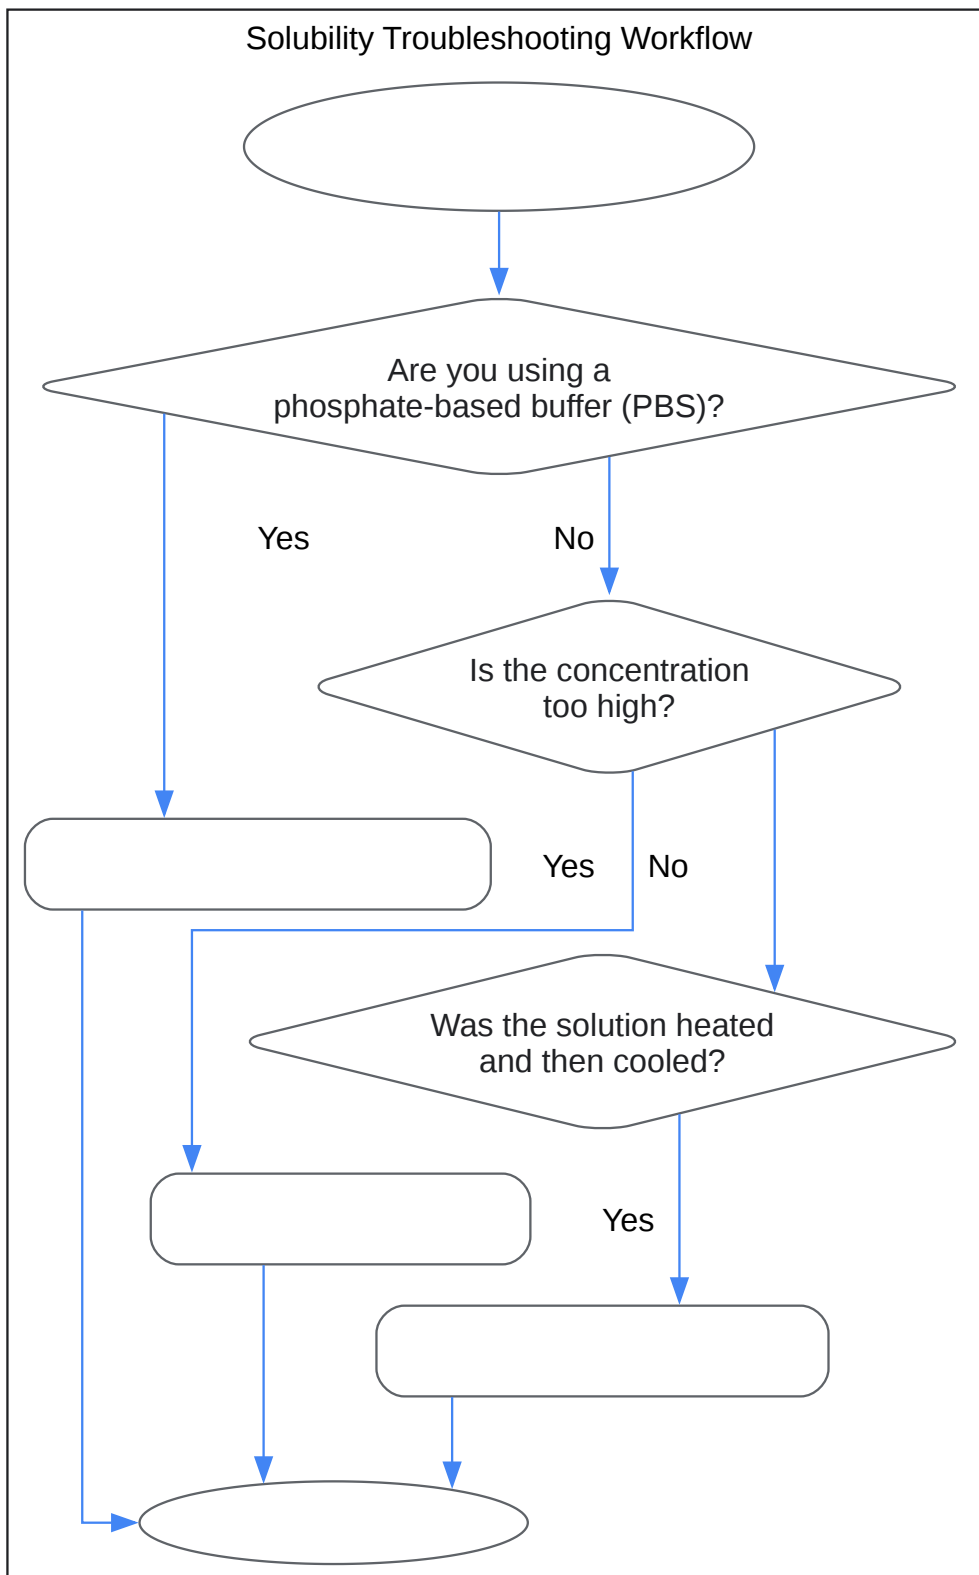 Solubility Troubleshooting Workflow
Are you using a
phosphate-based buffer (PBS)?
Yes
No
Is the concentration
too high?
Yes
No
Was the solution heated
and then cooled?
Yes